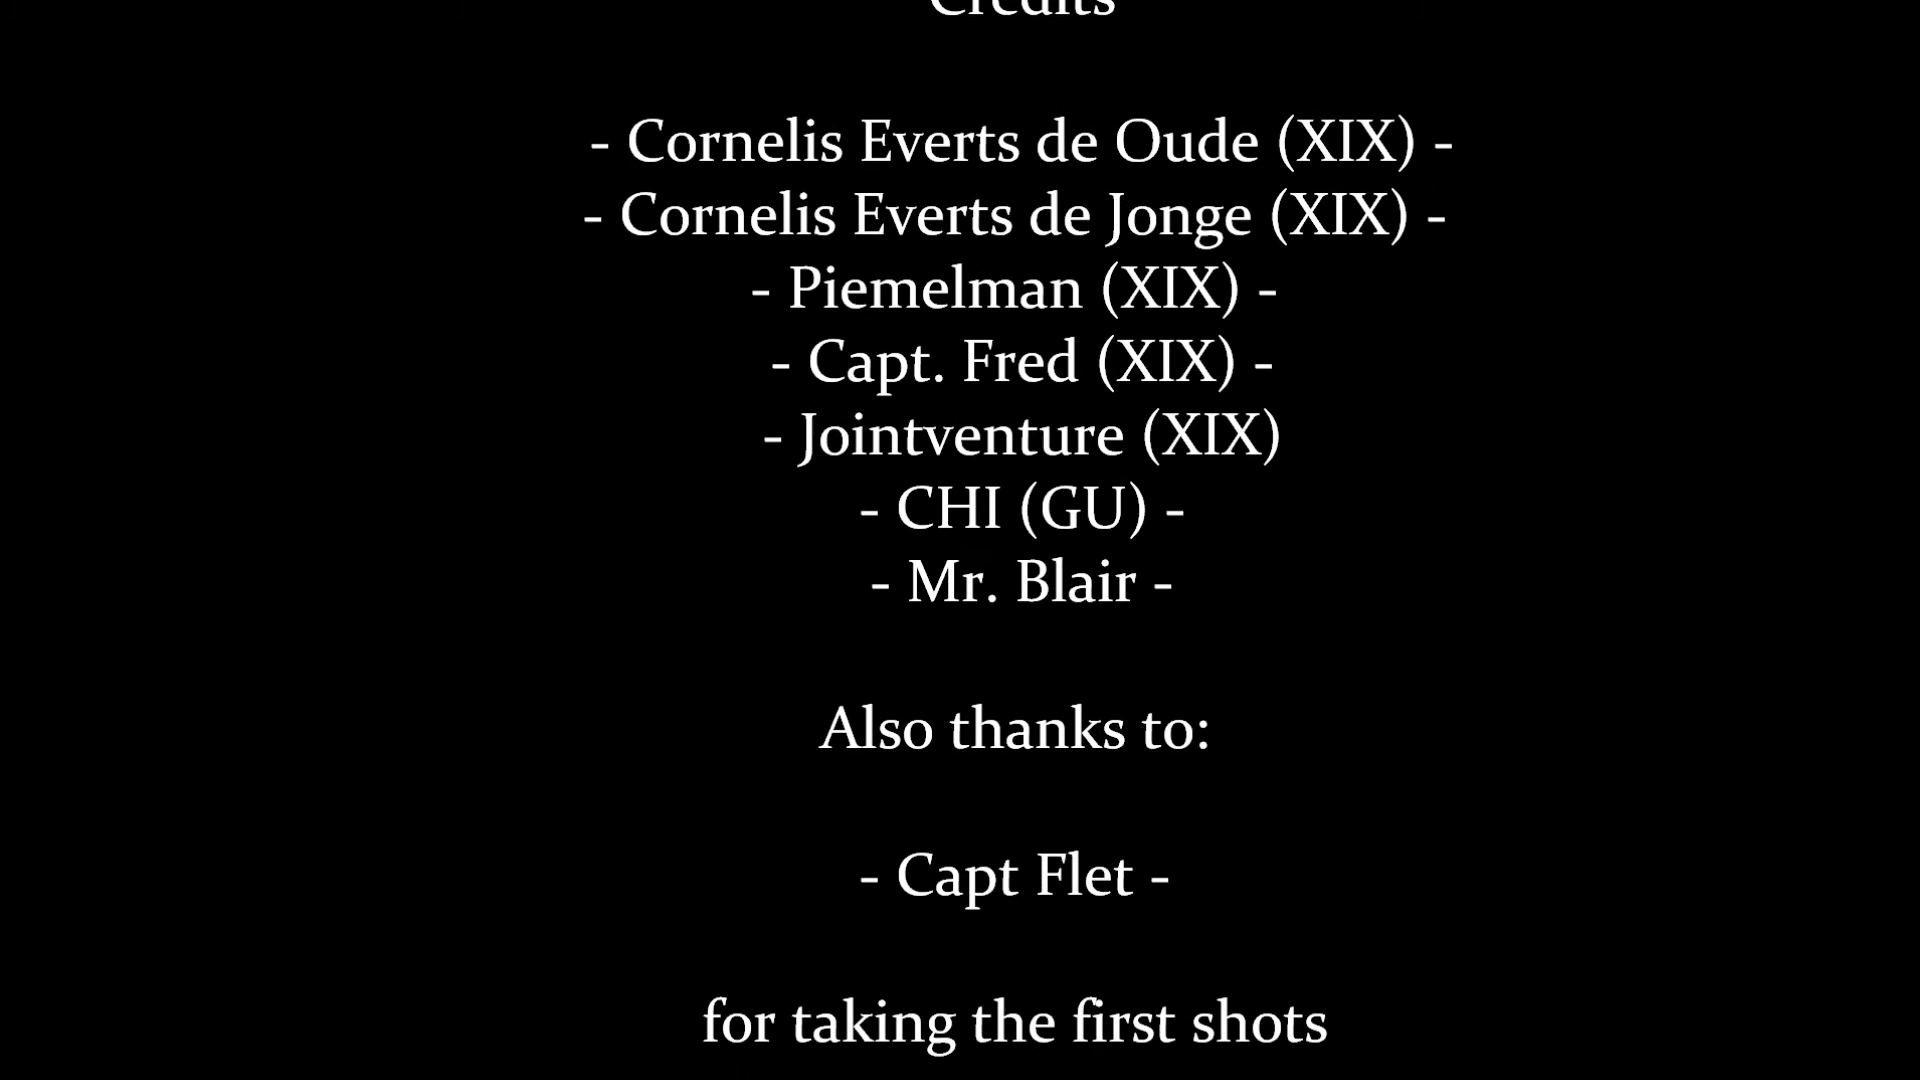 Credits
- Cornelis Everts de Oude (XIX) -
- Cornelis Everts de Jonge (XIX) -
- Piemelman (XIX) -
- Capt. Fred (XIX) -
- Jointventure (XIX)
- CHI (GU) -
- Mr. Blair -
Also thanks to:
- Capt Flet -
for taking the first shots